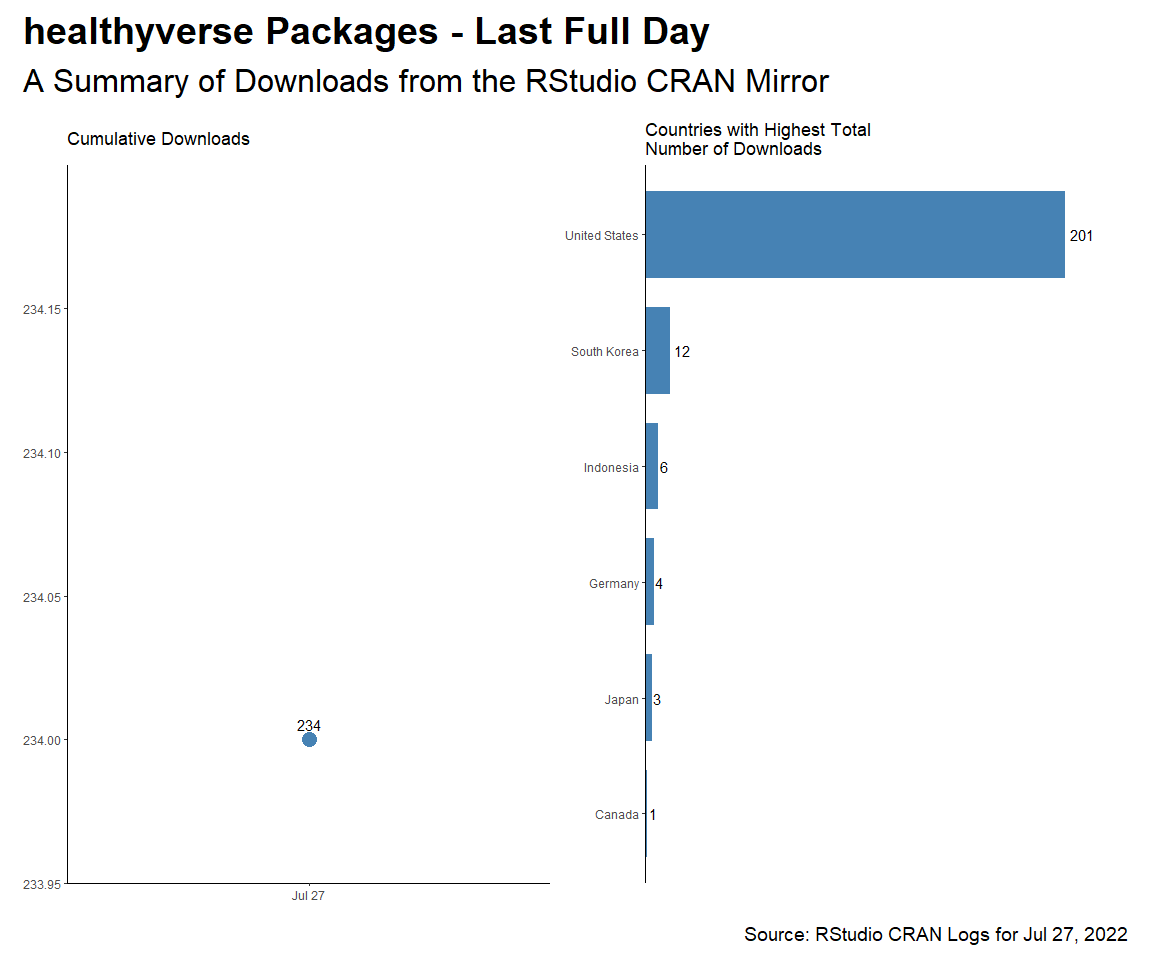 healthyverse Packages - Last Full Day
A Summary of Downloads from the RStudio CRAN Mirror
Cumulative Downloads
234.15
234.10
234.05
234.00
233.95
234
Jul 27
Countries with Highest Total
Number of Downloads
United States 201
South Korea 12
Indonesia 6
Germany 4
Japan 3
Canada 1
Source: RStudio CRAN Logs for Jul 27, 2022